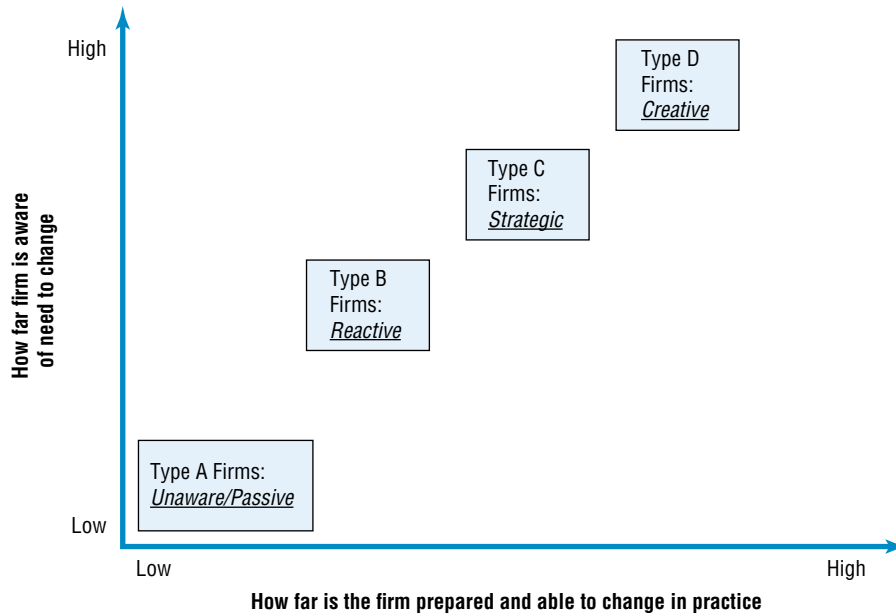 High
Type D
Firms:
Creative
Type C
Firms:
Strategic
How far firm is aware
of need to change
Type B
Firms:
Reactive
Type A Firms:
Unaware/Passive
Low
Low
High
How far is the firm prepared and able to change in practice